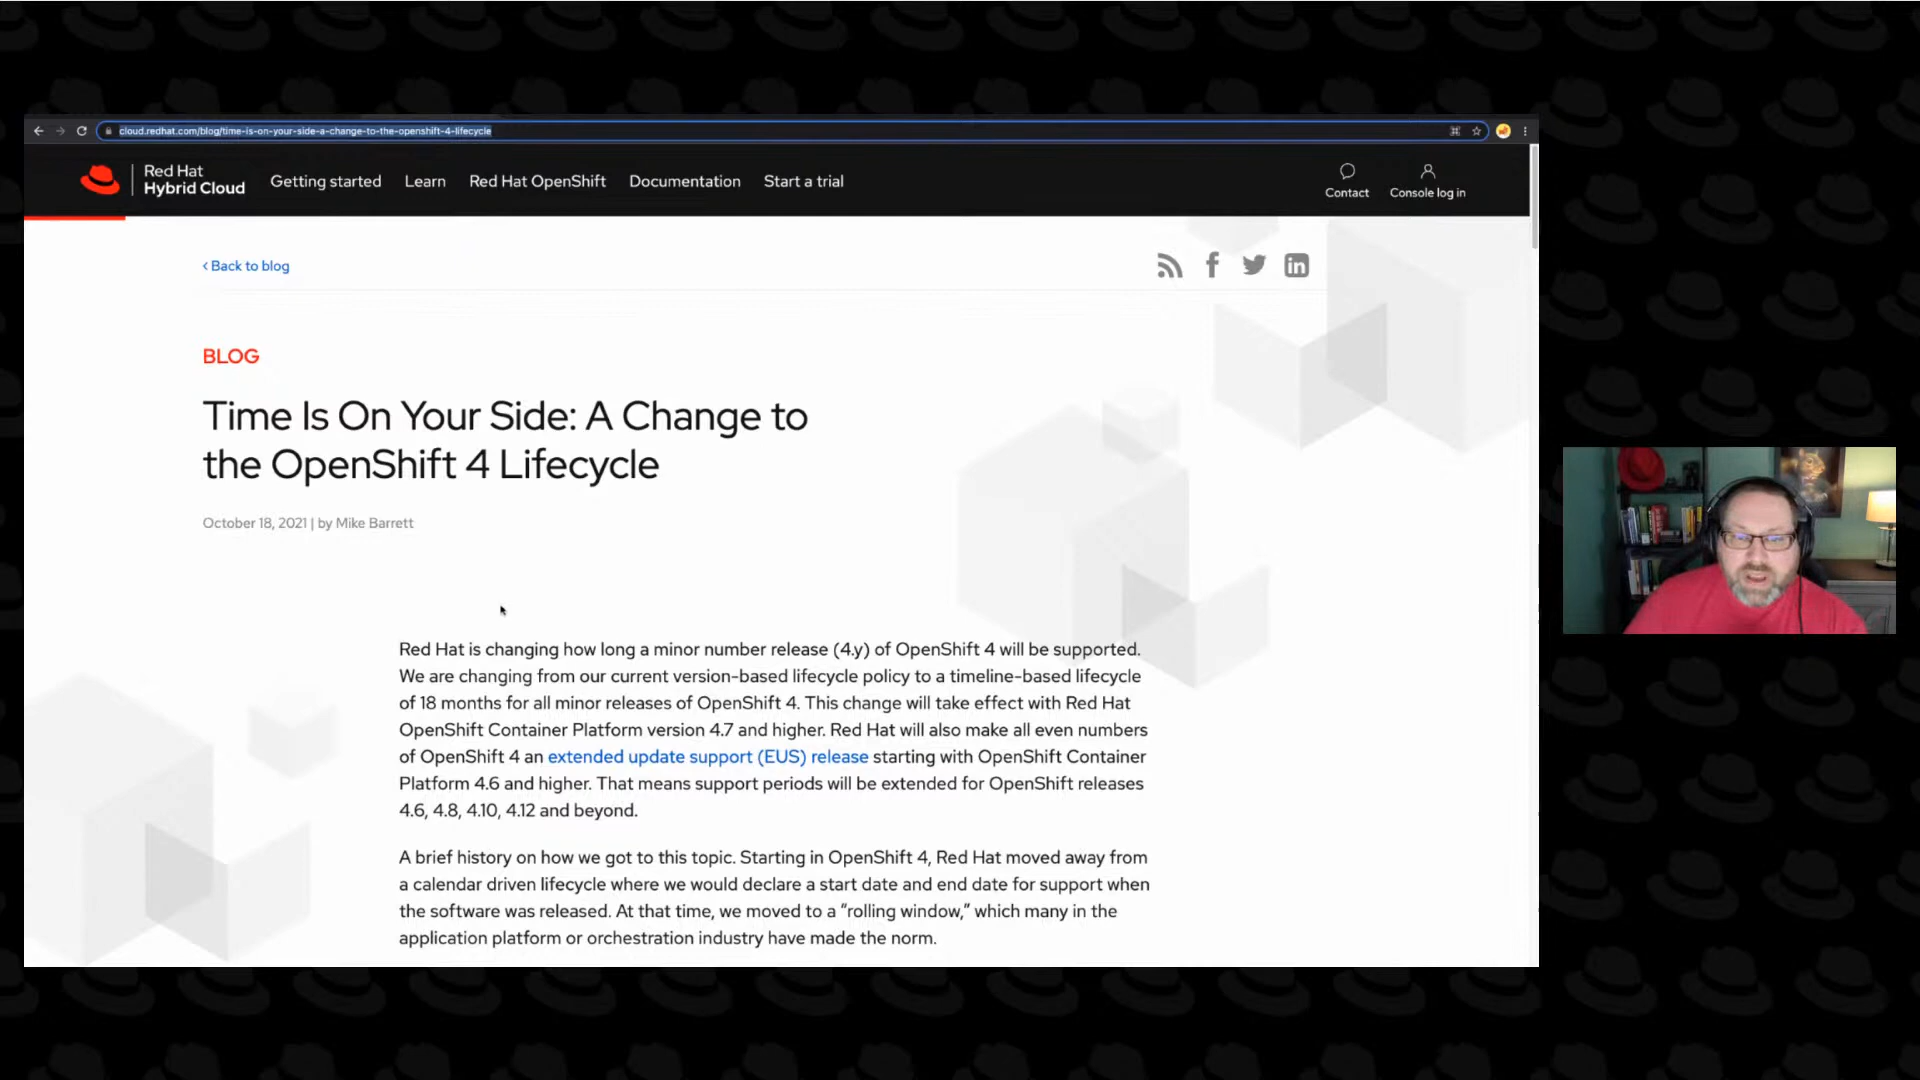 cloud.redhat.com/blog/time-is-on-your-side-a-change-to-the-openshift-4-lifecycle
Red Hat
Hybrid Cloud
Getting started
Learn
Red Hat OpenShift
Documentation
Start a trial
Contact
Console log in
Back to blog
BLOG
Time Is On Your Side: A Change to
the OpenShift 4 Lifecycle
October 18, 2021 | by Mike Barrett
Red Hat is changing how long a minor number release (4.y) of OpenShift 4 will be supported.
We are changing from our current version-based lifecycle policy to a timeline-based lifecycle
of 18 months for all minor releases of OpenShift 4. This change will take effect with Red Hat
OpenShift Container Platform version 4.7 and higher. Red Hat will also make all even numbers
of OpenShift 4 an extended update support (EUS) release starting with OpenShift Container
Platform 4.6 and higher. That means support periods will be extended for OpenShift releases
4.6, 4.8, 4.10, 4.12 and beyond.
A brief history on how we got to this topic. Starting in OpenShift 4, Red Hat moved away from
a calendar driven lifecycle where we would declare a start date and end date for support when
the software was released. At that time, we moved to a “rolling window,” which many in the
application platform or orchestration industry have made the norm.